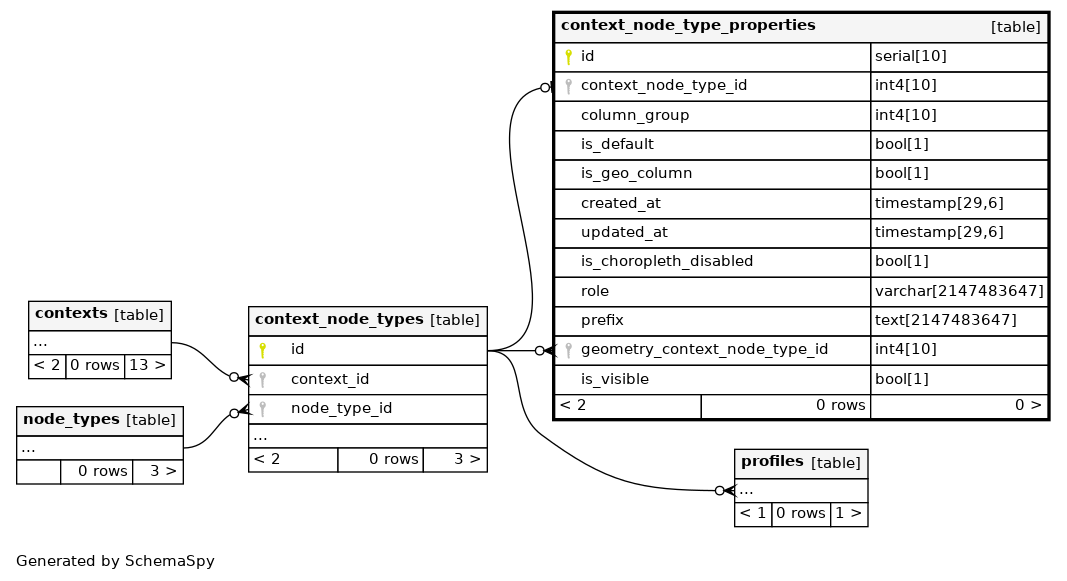 context_node_type_properties [table]
id serial[10]
context_node_type_id int4[10]
column_group int4[10]
is_default bool[1]
is_geo_column bool[1]
created_at timestamp[29,6]
updated_at timestamp[29,6]
is_choropleth_disabled bool[1]
role varchar[2147483647]
prefix text[2147483647]
geometry_context_node_type_id int4[10]
is_visible bool[1]
< 2 0 rows 0 >
contexts [table]
...
< 2 0 rows 13 >
node_types [table]
...
0 rows 3 >
context_node_types [table]
id
context_id
node_type_id
...
< 2 0 rows 3 >
profiles [table]
...
< 1 0 rows 1 >
Generated by SchemaSpy